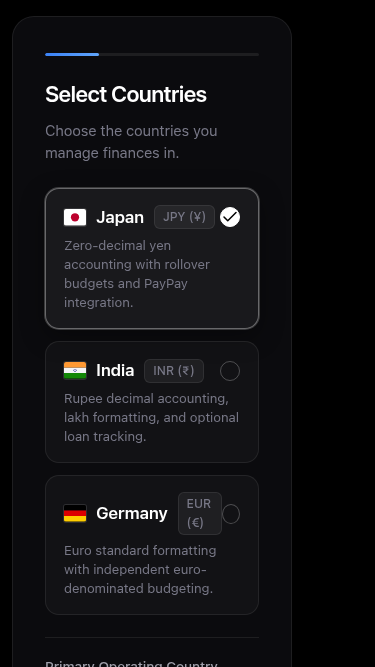 Select Countries
Choose the countries you
manage finances in.
Japan JPY (¥)
Zero-decimal yen
accounting with rollover
budgets and PayPay
integration.
India INR (₹)
Rupee decimal accounting,
lakh formatting, and optional
loan tracking.
Germany EUR (€)
Euro standard formatting
with independent euro-
denominated budgeting.
Primary Operating Country